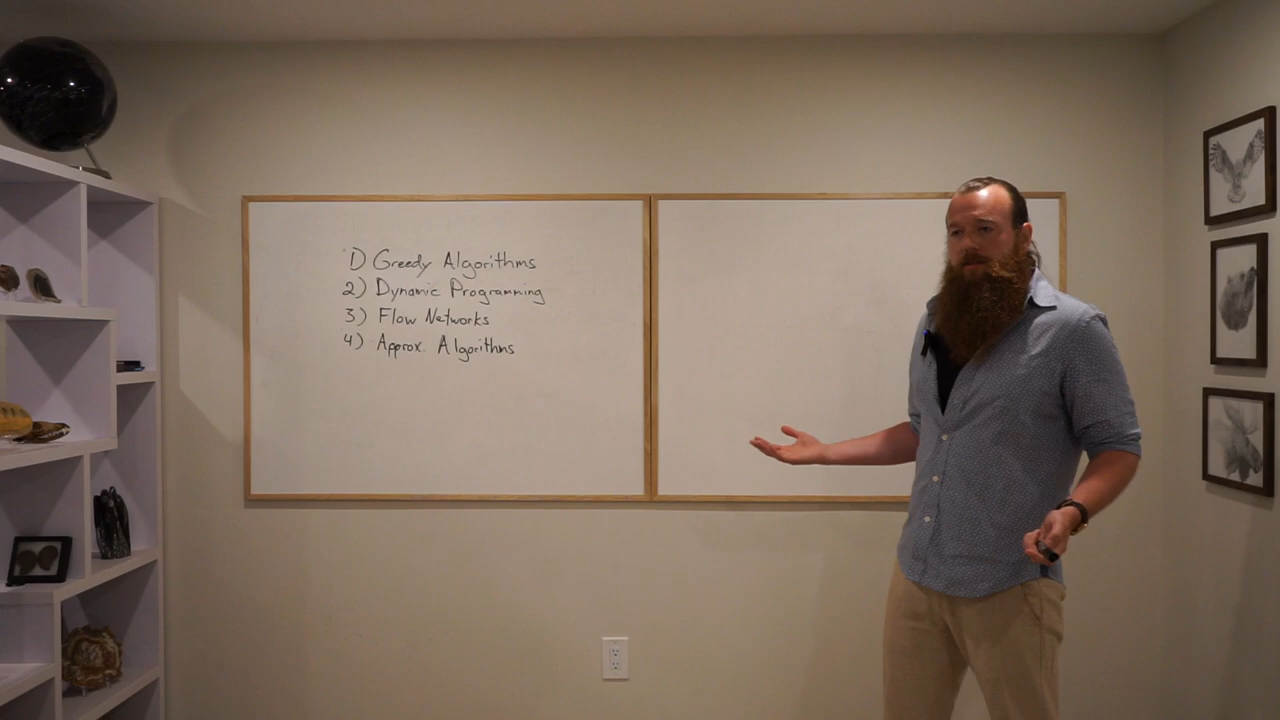 1) Greedy Algorithms
2) Dynamic Programming
3) Flow Networks
4) Approx. Algorithms